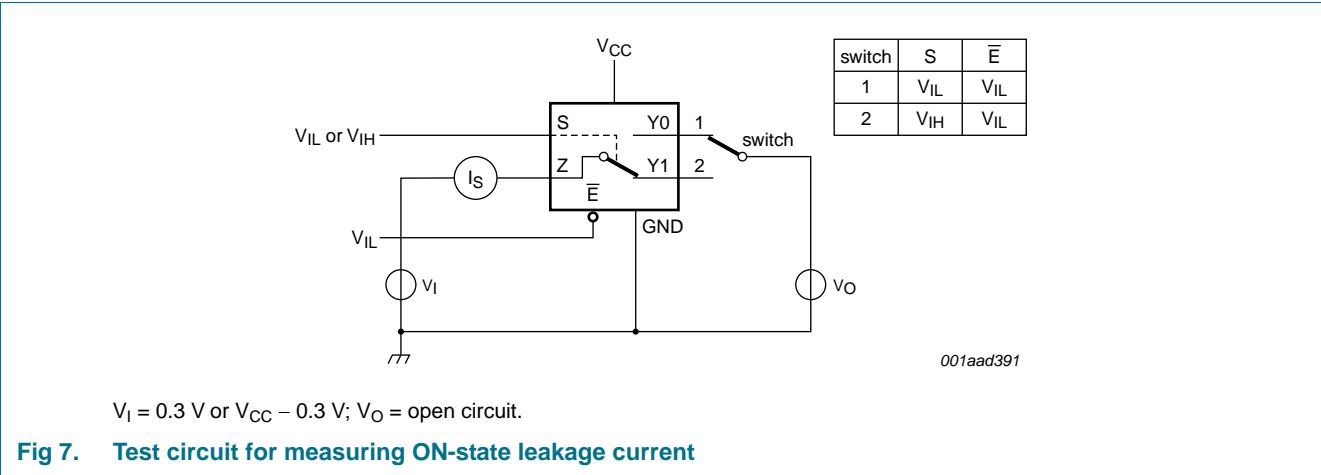 VCC
switch S E̅
1 VIL VIL
2 VIH VIL
VIL or VIH
S
Y0
1
switch
IS
Z
Y1
2
E̅
GND
VIL
VI
VO
001aad391
VI = 0.3 V or VCC − 0.3 V; VO = open circuit.
Fig 7. Test circuit for measuring ON-state leakage current